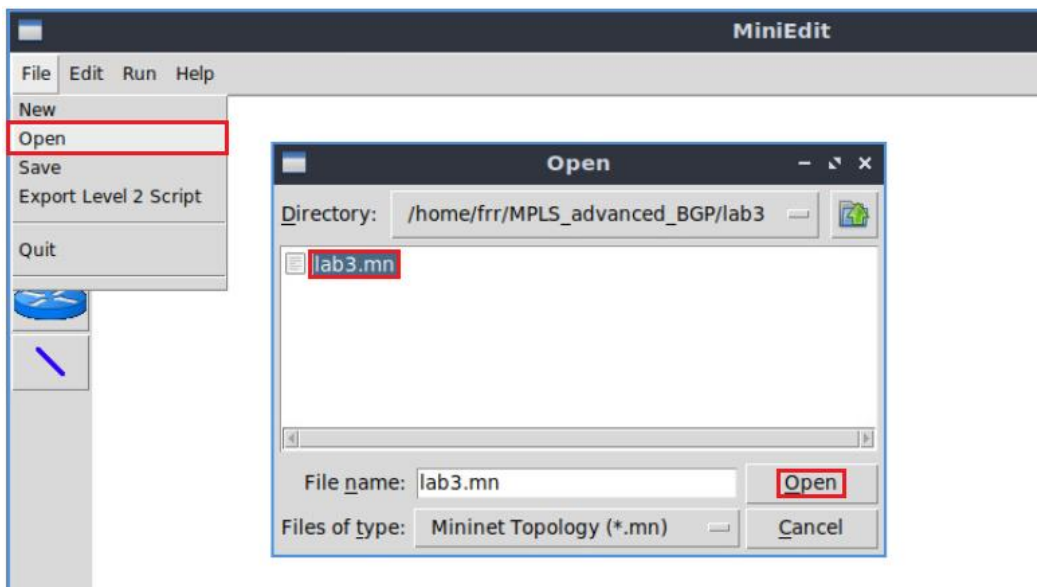 MiniEdit
File Edit Run Help
New
Open
Save
Export Level 2 Script
Quit
Open
Directory: /home/frr/MPLS_advanced_BGP/lab3
lab3.mn
File name: lab3.mn
Open
Files of type: Mininet Topology (*.mn)
Cancel